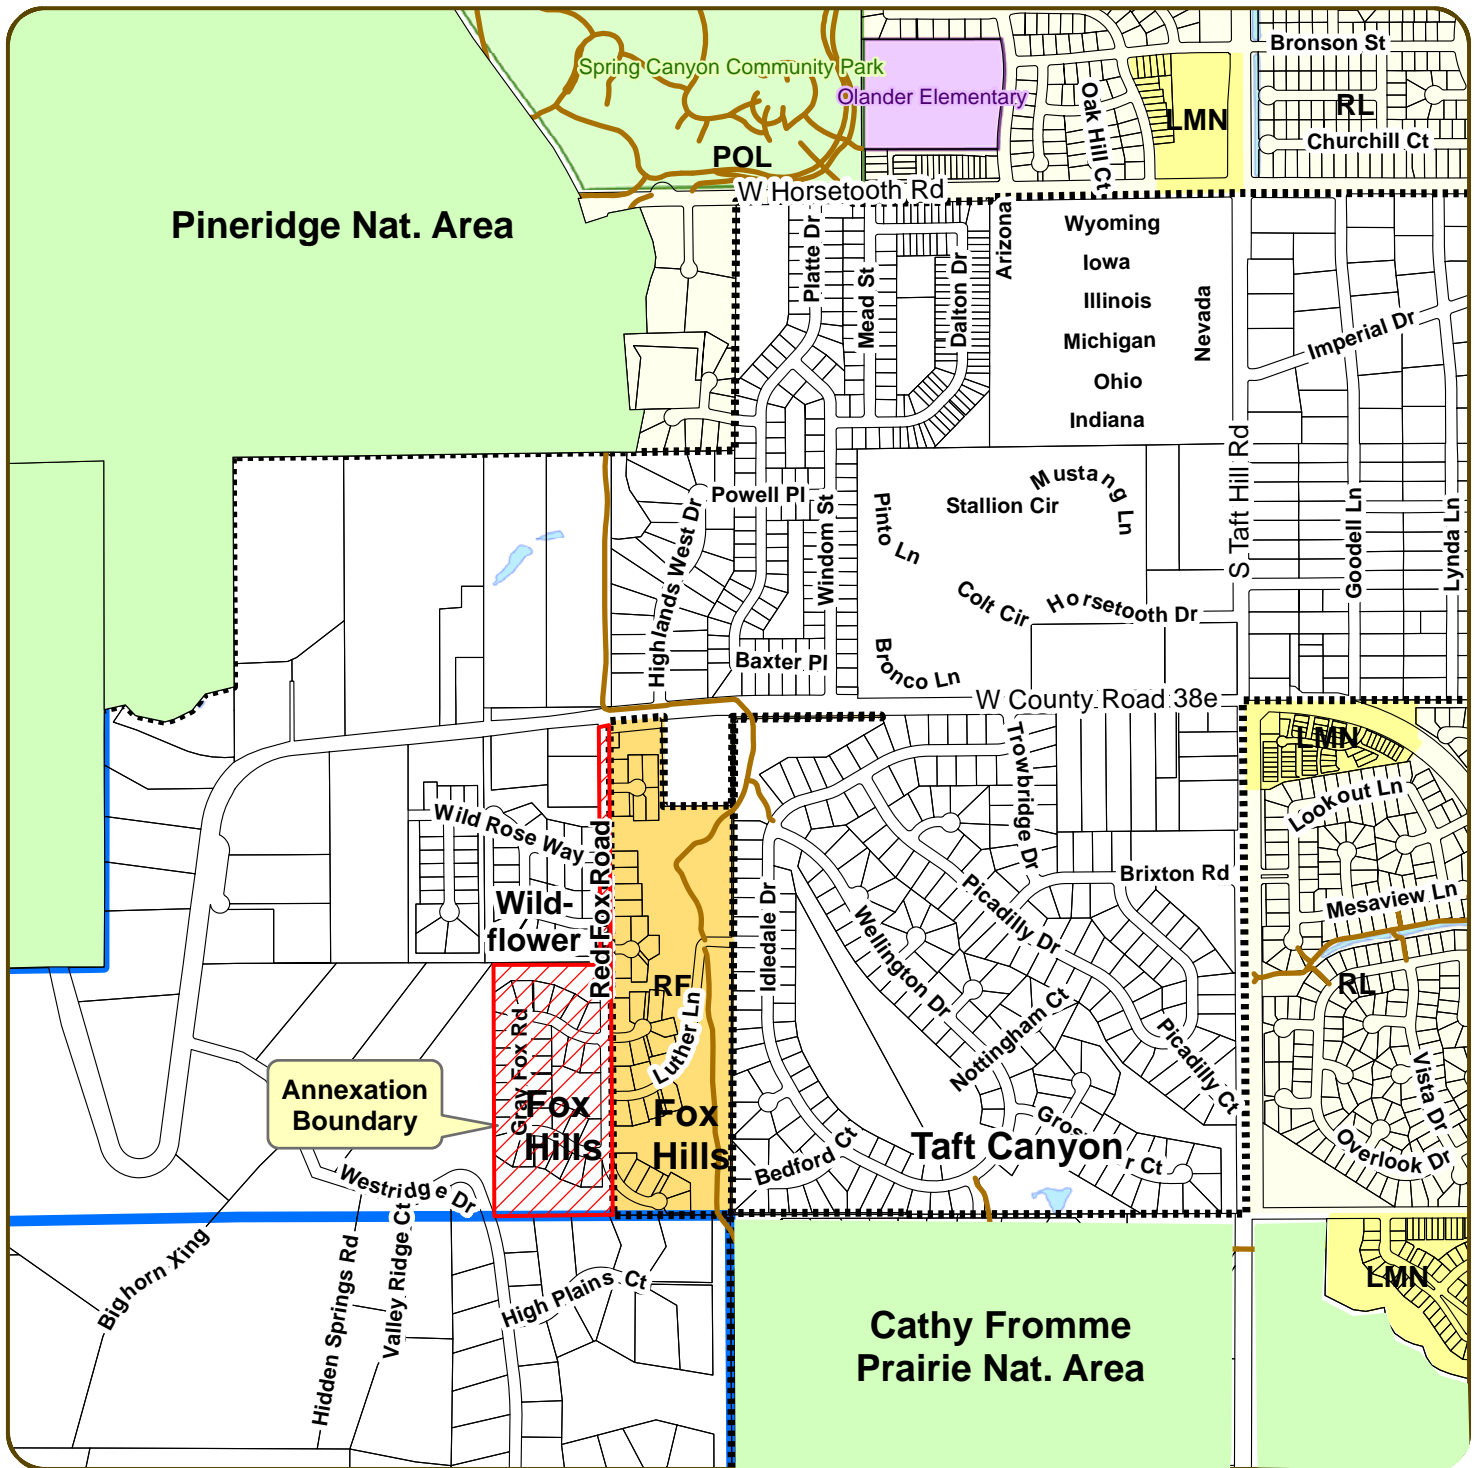 Bronson St
Spring Canyon Community Park
Olander Elementary
Oak Hill Ct
LMN
RL
Churchill Ct
POL
W Horsetooth Rd
Pineridge Nat. Area
Platte Dr
Mead St
Dalton Dr
Arizona
Wyoming
Iowa
Illinois
Michigan
Ohio
Indiana
Nevada
Imperial Dr
S Taft Hill Rd
Goodell Ln
Lynda Ln
Powell Pl
Highlands West Dr
Windom St
Baxter Pl
Pinto Ln
Stallion Cir
Mustang Ln
Colt Cir
Horsetooth Dr
Bronco Ln
W County Road 38e
LMN
Lookout Ln
Trowbridge Dr
Brixton Rd
Mesaview Ln
Wild Rose Way
Red Fox Road
Wild-
flower
Idledale Dr
Wellington Dr
Picadilly Dr
RF
Luther Ln
RL
Nottingham Ct
Picadilly Ct
Vista Dr
Overlook Dr
Gray Fox Rd
Annexation
Boundary
Fox
Hills
Fox
Hills
Bedford Ct
Taft Canyon
r Ct
Westridge Dr
Bighorn Xing
Hidden Springs Rd
Valley Ridge Ct
High Plains Ct
LMN
Cathy Fromme
Prairie Nat. Area